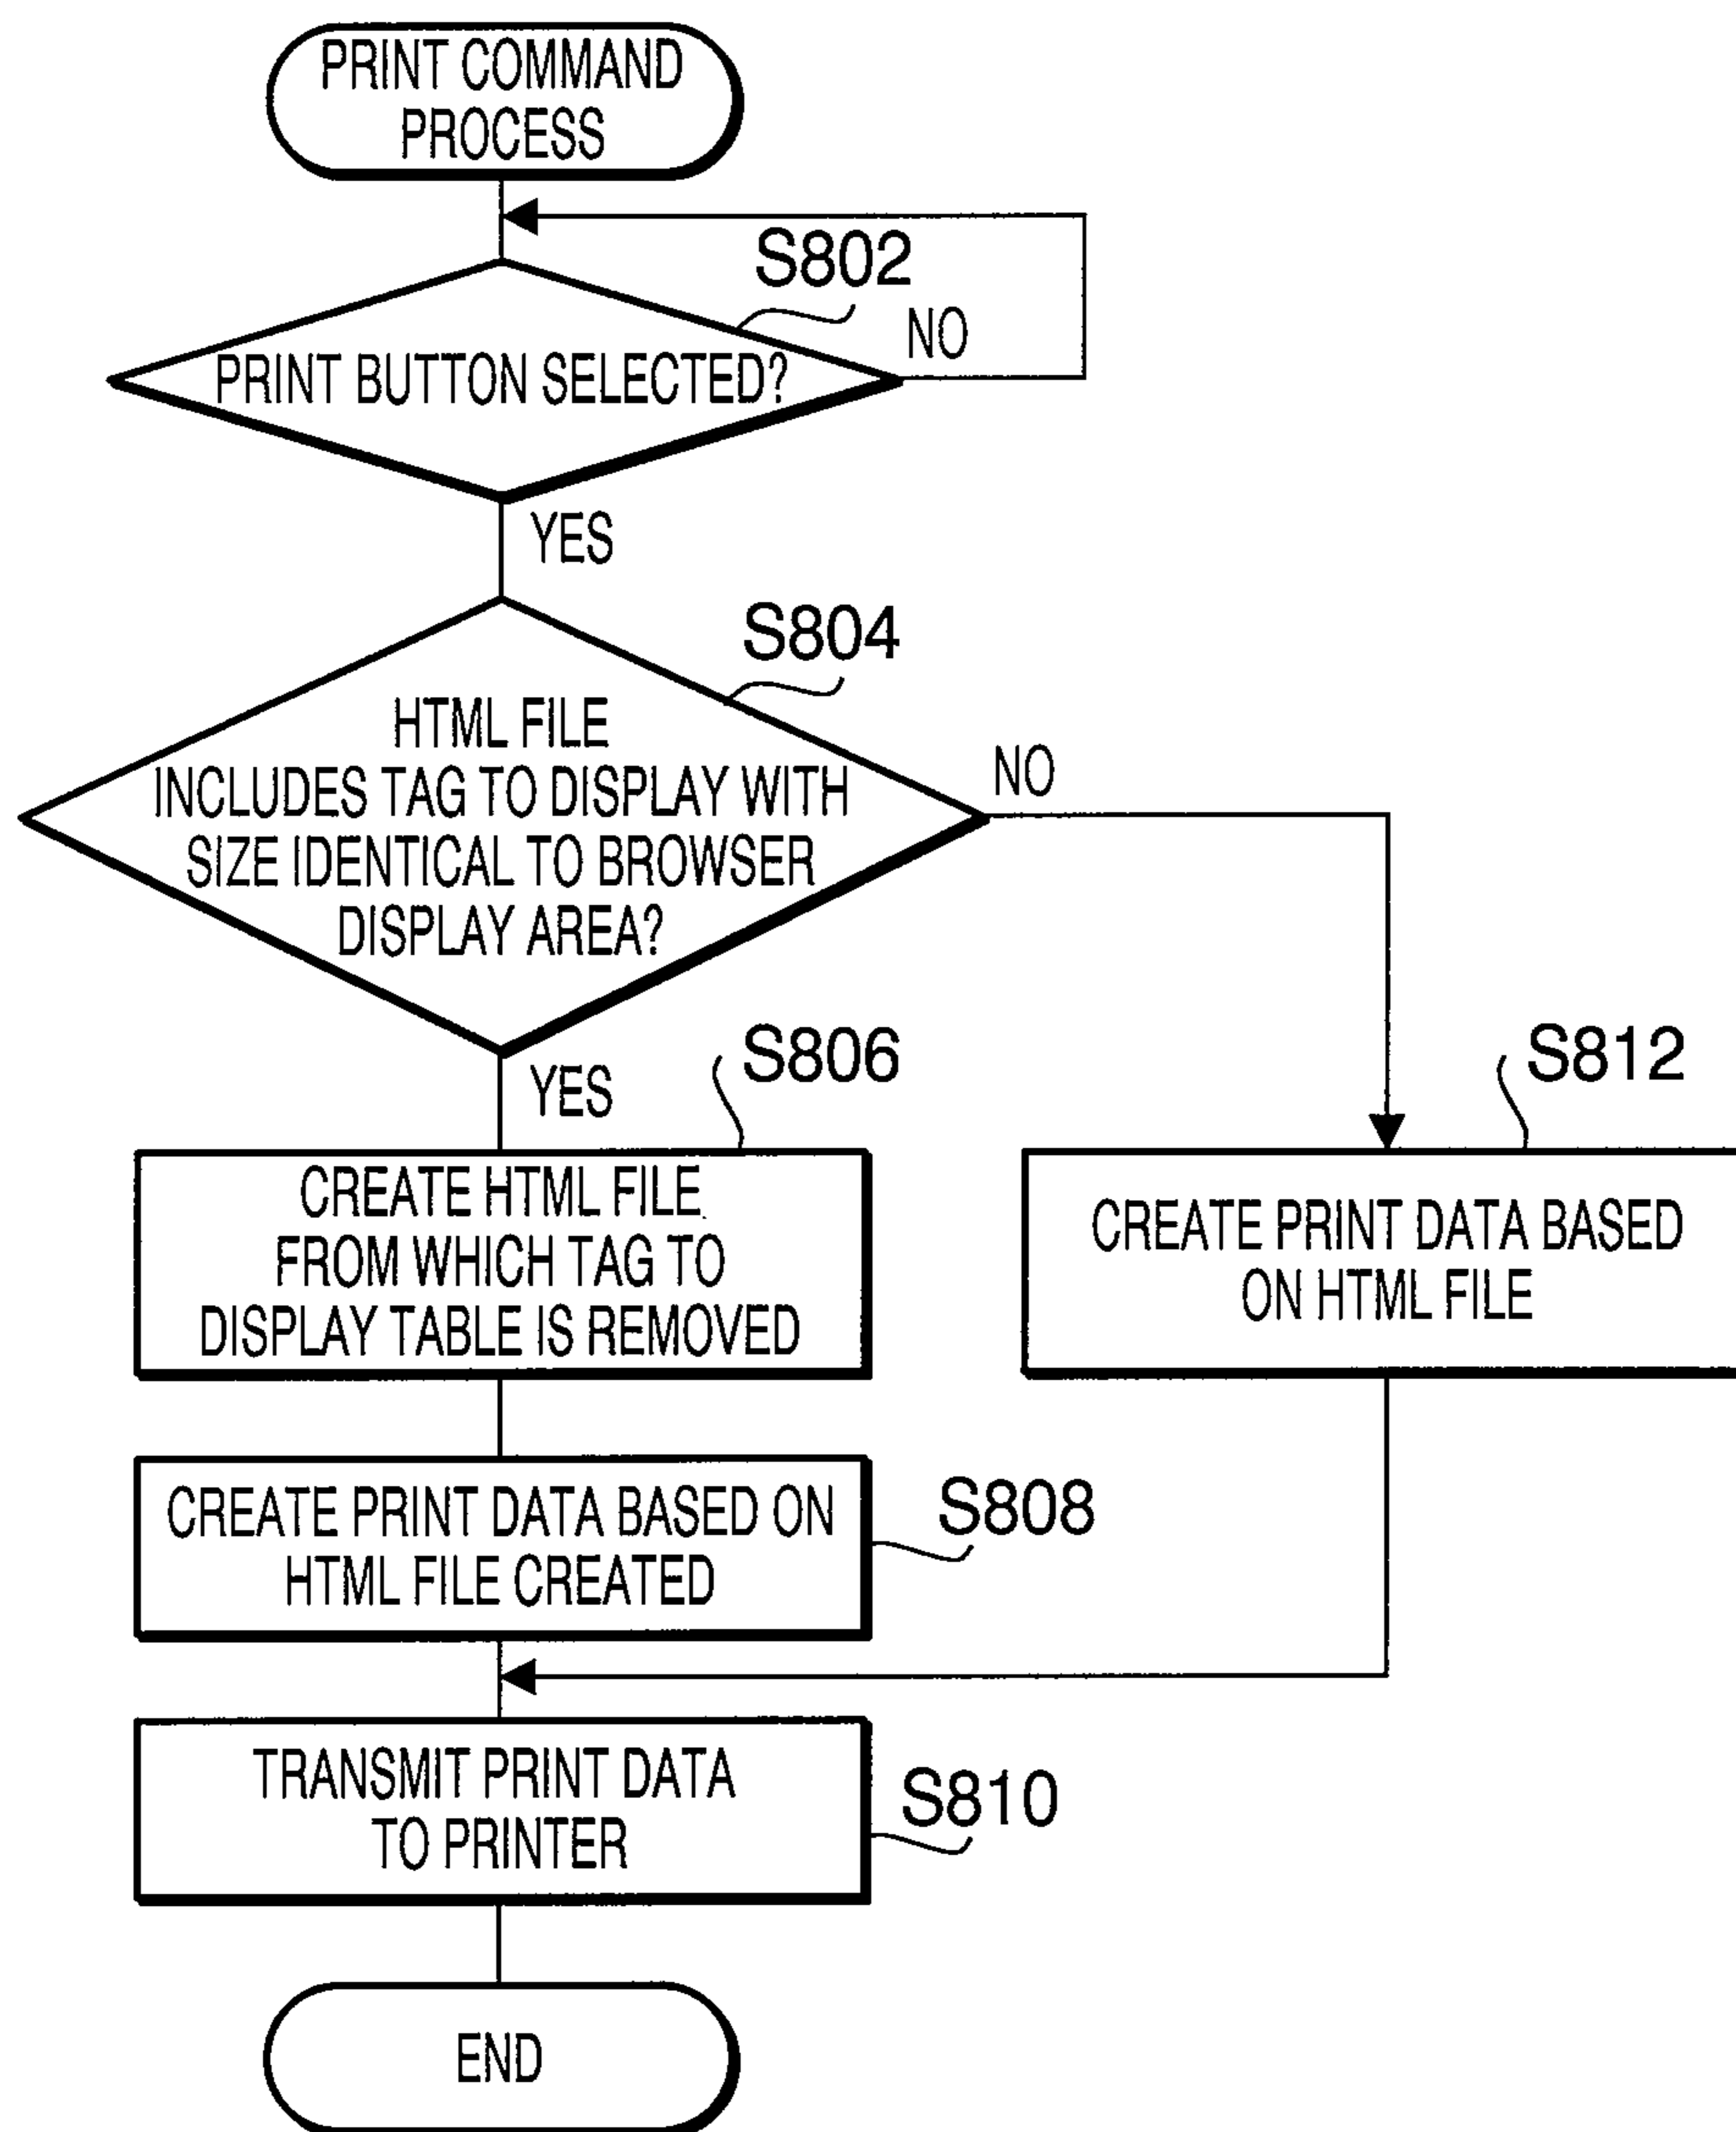 PRINT COMMAND
PROCESS
S802
NO
PRINT BUTTON SELECTED?
YES
S804
HTML FILE
INCLUDES TAG TO DISPLAY WITH
SIZE IDENTICAL TO BROWSER
DISPLAY AREA?
NO
YES
S806
CREATE HTML FILE
FROM WHICH TAG TO
DISPLAY TABLE IS REMOVED
S812
CREATE PRINT DATA BASED
ON HTML FILE
S808
CREATE PRINT DATA BASED ON
HTML FILE CREATED
TRANSMIT PRINT DATA
TO PRINTER
S810
END